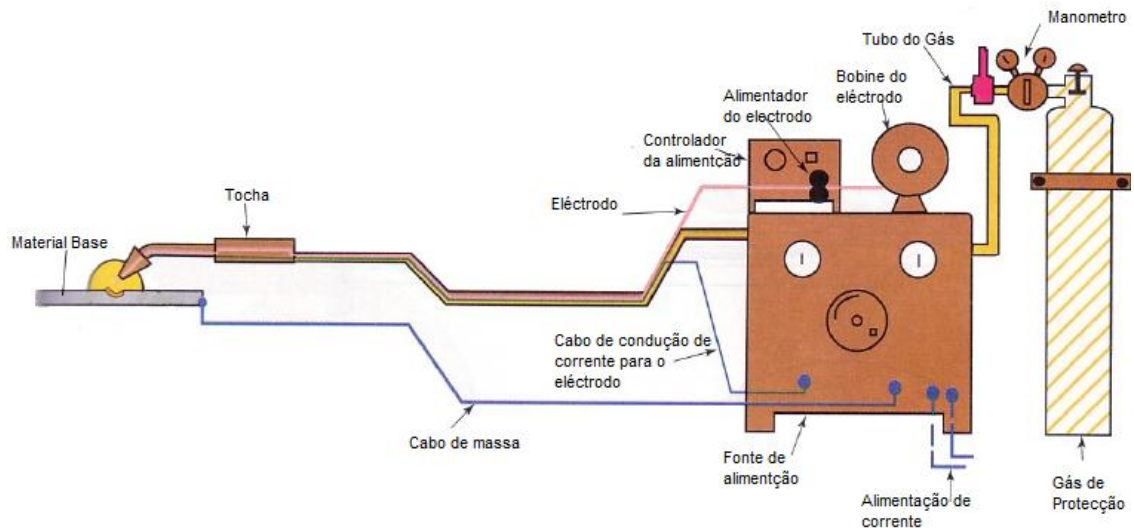 Manometro
Tubo do Gás
Bobine do
eléctrodo
Alimentador
do electrodo
Controlador
da alimentção
Tocha
Eléctrodo
Material Base
Cabo de condução de
corrente para o
eléctrodo
Cabo de massa
Fonte de
alimentção
Alimentação de
corrente
Gás de
Protecção